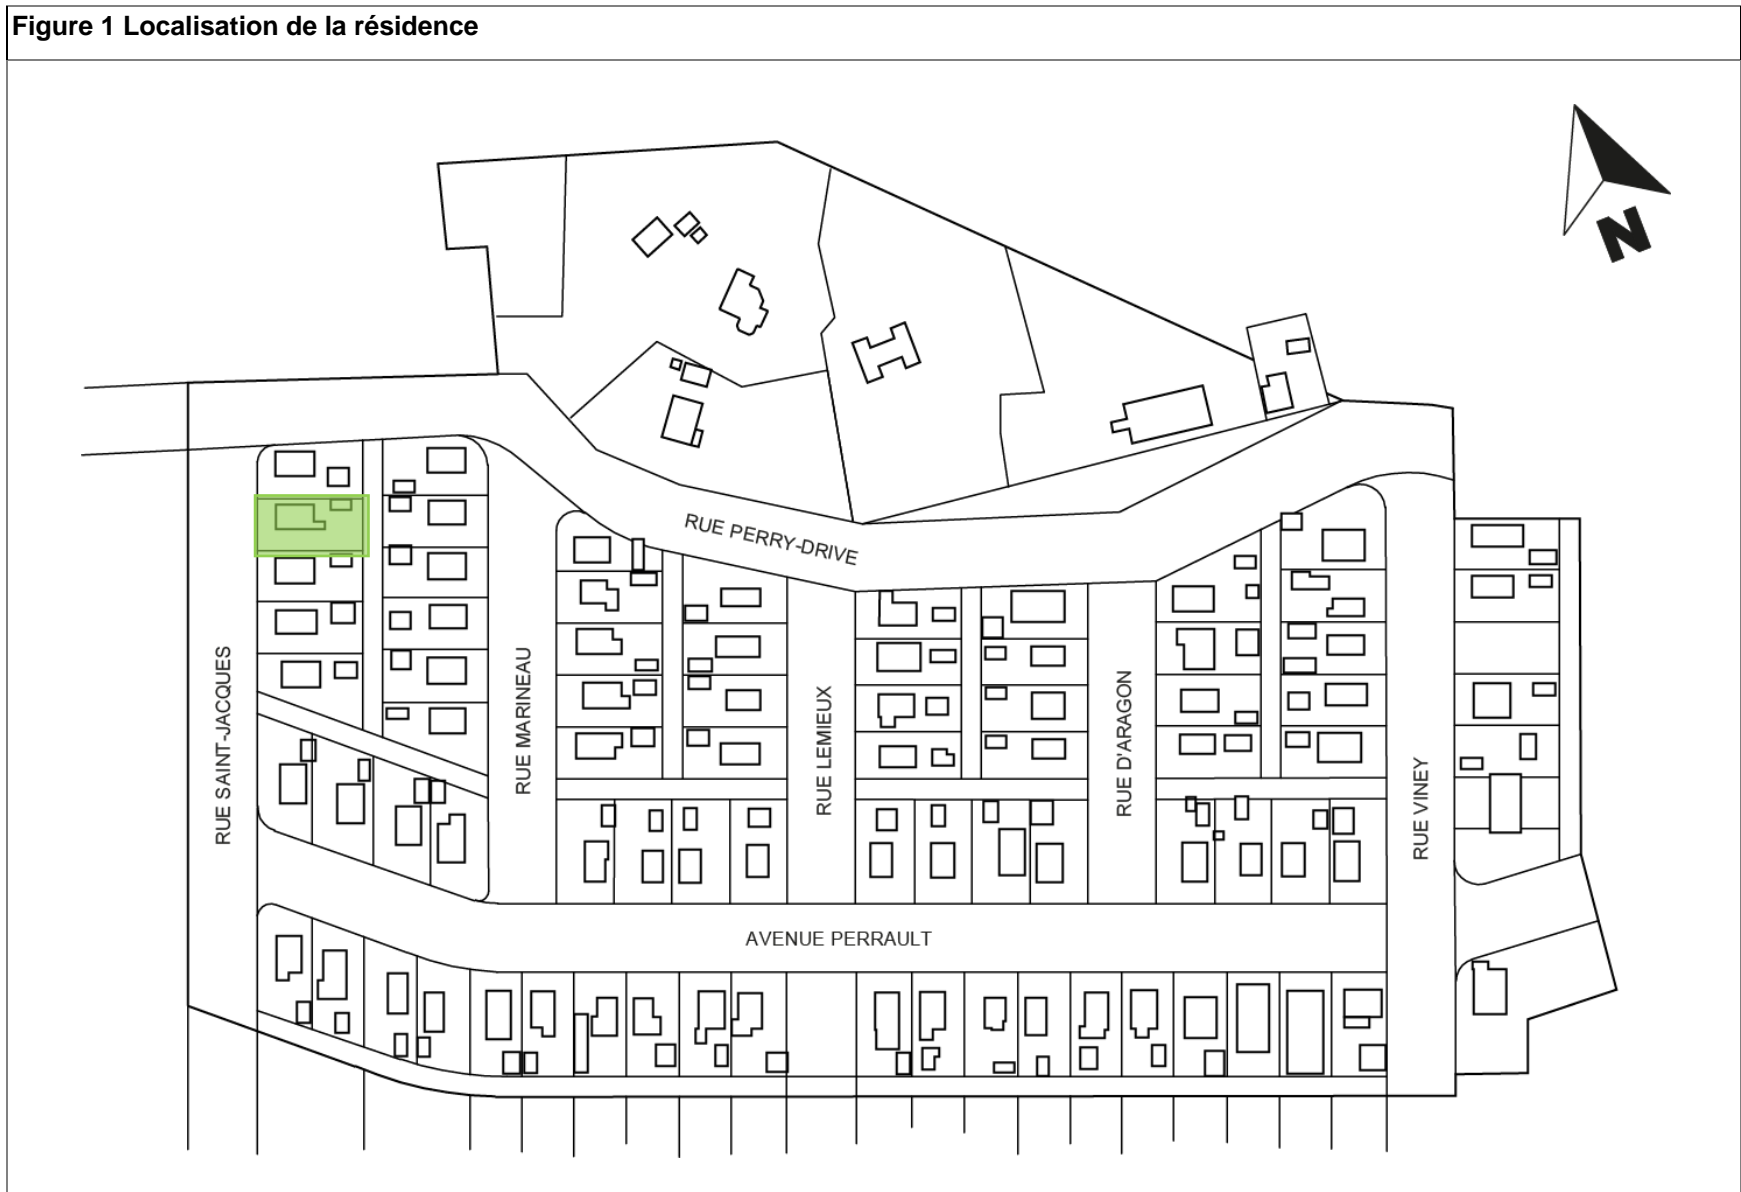 Figure 1 Localisation de la résidence
N
RUE PERRY-DRIVE
RUE SAINT-JACQUES
RUE MARINEAU
RUE LEMIEUX
RUE D'ARAGON
RUE VINEY
AVENUE PERRAULT